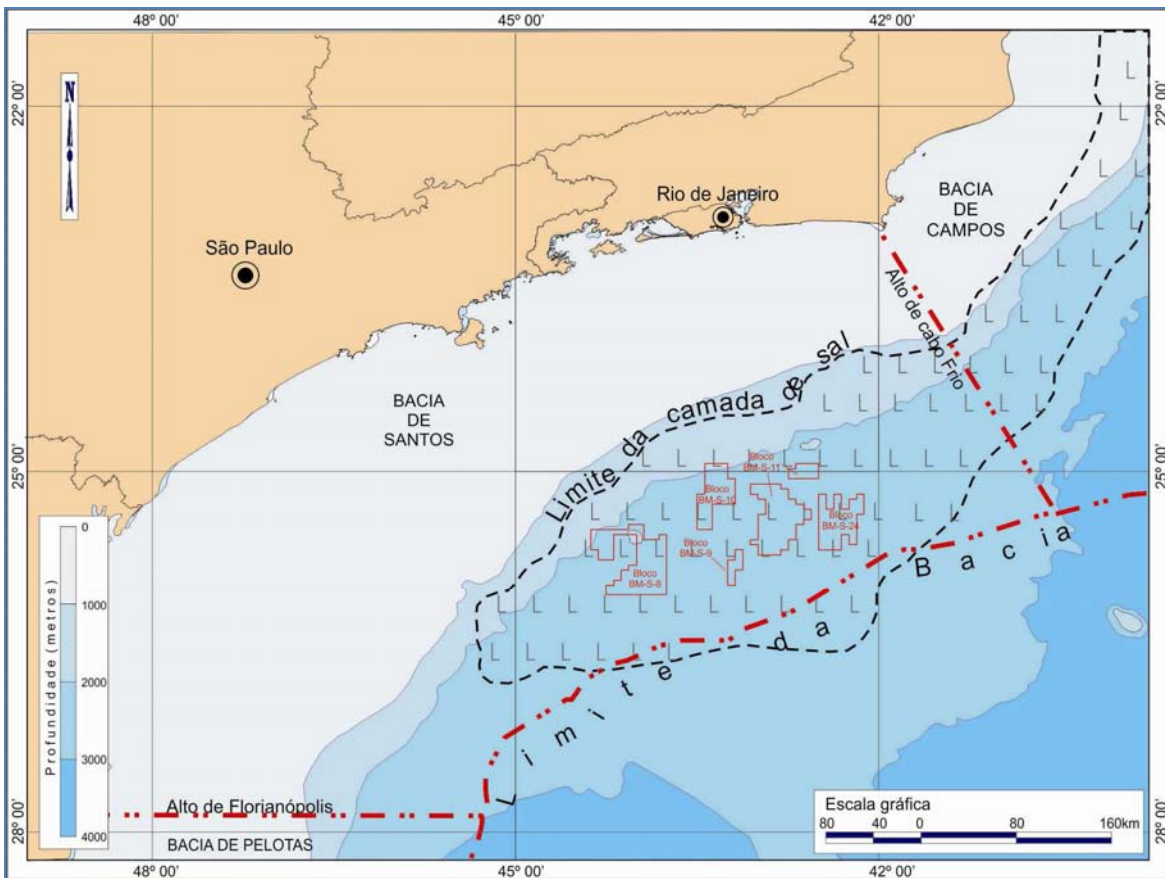 48º 00'
45º 00'
42º 00'
N
22º 00'
22º 00'
Rio de Janeiro
São Paulo
BACIA
DE
CAMPOS
Alto de cabo Frio
Limite da camada de sal
BACIA
DE
SANTOS
25º 00'
25º 00'
Bloco
BM-S-11
Bloco
BM-S-10
Bloco
BM-S-24
Bloco
BM-S-9
Bloco
BM-S-8
Limite da Bacia
Profundidade (metros)
0
1000
2000
3000
4000
Alto de Florianópolis
BACIA DE PELOTAS
28º 00'
28º 00'
Escala gráfica
80
40
0
80
160km
48º 00'
45º 00'
42º 00'